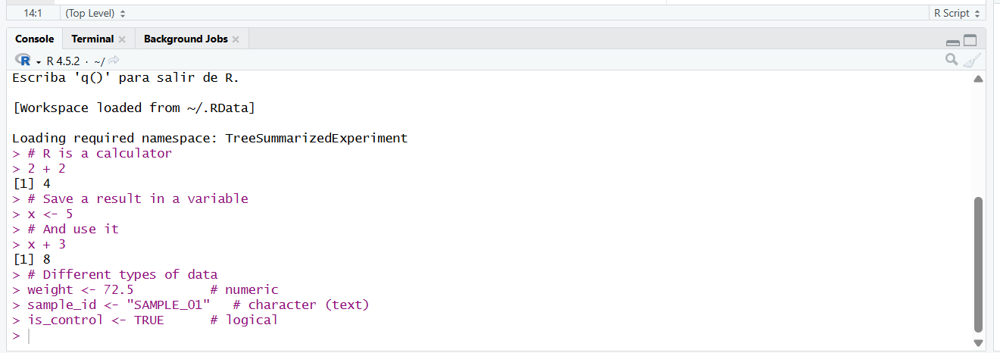 14:1 (Top Level) R Script
Console Terminal Background Jobs
R 4.5.2 · ~/
Escriba 'q()' para salir de R.
[Workspace loaded from ~/.RData]
Loading required namespace: TreeSummarizedExperiment
> # R is a calculator
> 2 + 2
[1] 4
> # Save a result in a variable
> x <- 5
> # And use it
> x + 3
[1] 8
> # Different types of data
> weight <- 72.5          # numeric
> sample_id <- "SAMPLE_01"   # character (text)
> is_control <- TRUE      # logical
>